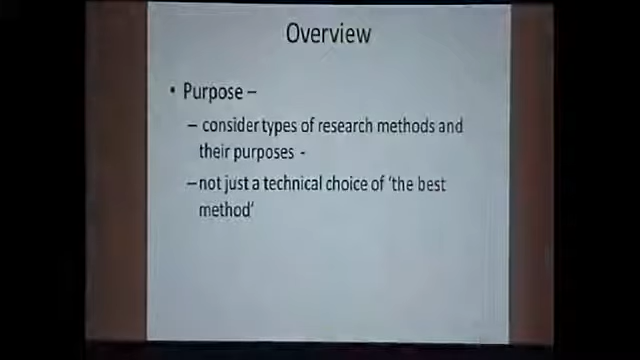 Overview
• Purpose –
– consider types of research methods and
their purposes -
– not just a technical choice of ‘the best
method’